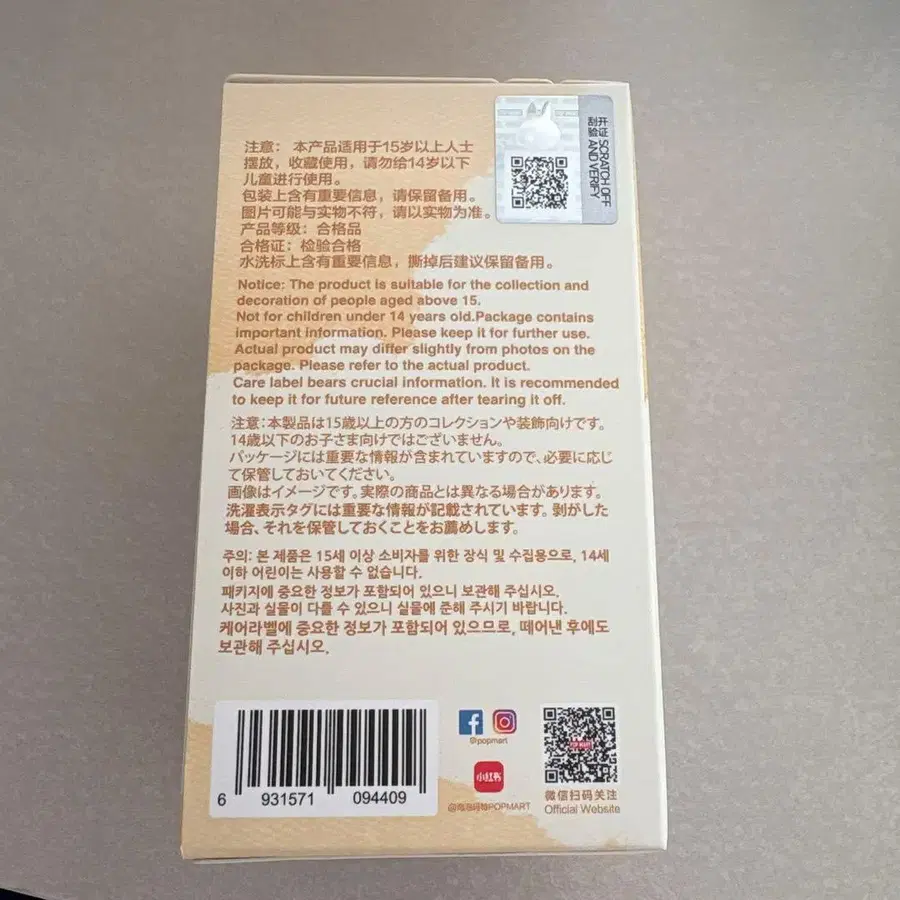 开证 SCRATCH OFF
刮验 AND VERIFY
注意： 本产品适用于15岁以上人士
摆放，收藏使用，请勿给14岁以下
儿童进行使用。
包装上含有重要信息，请保留备用。
图片可能与实物不符，请以实物为准。
产品等级：合格品
合格证：检验合格
水洗标上含有重要信息，撕掉后建议保留备用。
Notice: The product is suitable for the collection and
decoration of people aged above 15.
Not for children under 14 years old.Package contains
important information. Please keep it for further use.
Actual product may differ slightly from photos on the
package. Please refer to the actual product.
Care label bears crucial information. It is recommended
to keep it for future reference after tearing it off.
注意：本製品は15歳以上の方のコレクションや装飾向けです。
14歳以下のお子さま向けではございません。
パッケージには重要な情報が含まれていますので、必要に応じ
て保管しておいてください。
画像はイメージです。実際の商品とは異なる場合があります。
洗濯表示タグには重要な情報が記載されています。剥がした
場合、それを保管しておくことをお薦めします。
주의: 본 제품은 15세 이상 소비자를 위한 장식 및 수집용으로, 14세
이하 어린이는 사용할 수 없습니다.
패키지에 중요한 정보가 포함되어 있으니 보관해 주십시오.
사진과 실물이 다를 수 있으니 실물에 준해 주시기 바랍니다.
케어라벨에 중요한 정보가 포함되어 있으므로, 떼어낸 후에도
보관해 주십시오.
6 931571 094409
@popmart
小红书
@泡泡玛特POPMART
POP MART
微信扫码关注
Official Website